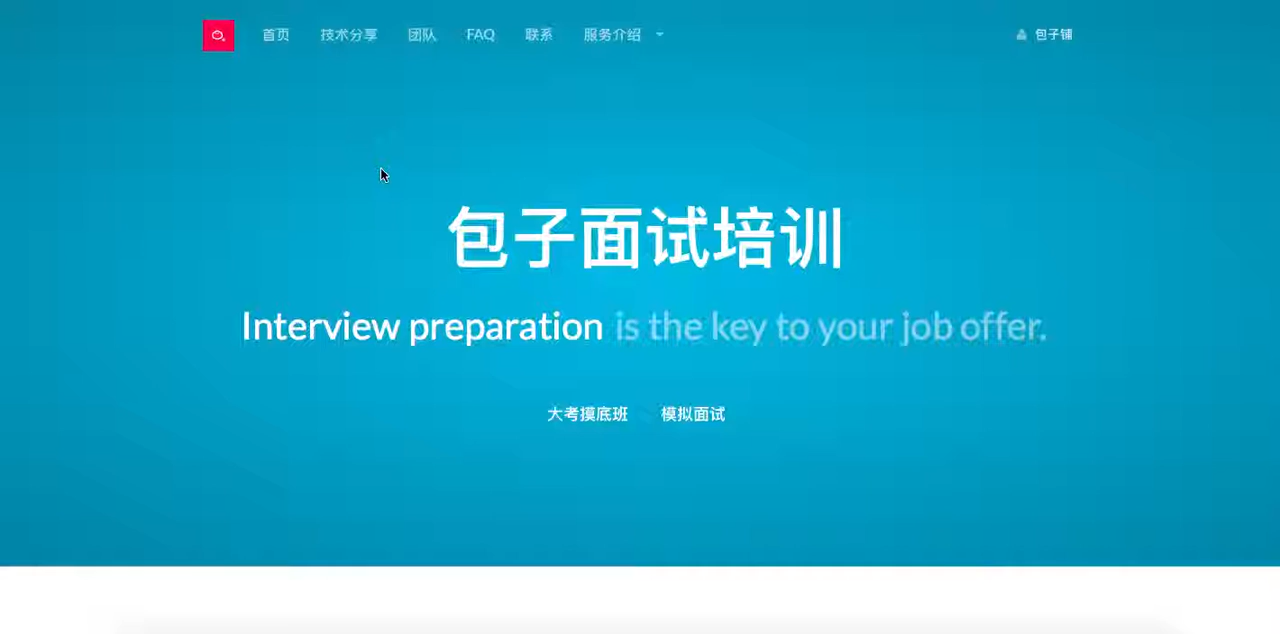 首页 技术分享 团队 FAQ 联系 服务介绍 包子铺
包子面试培训
Interview preparation is the key to your job offer.
大考摸底班 模拟面试